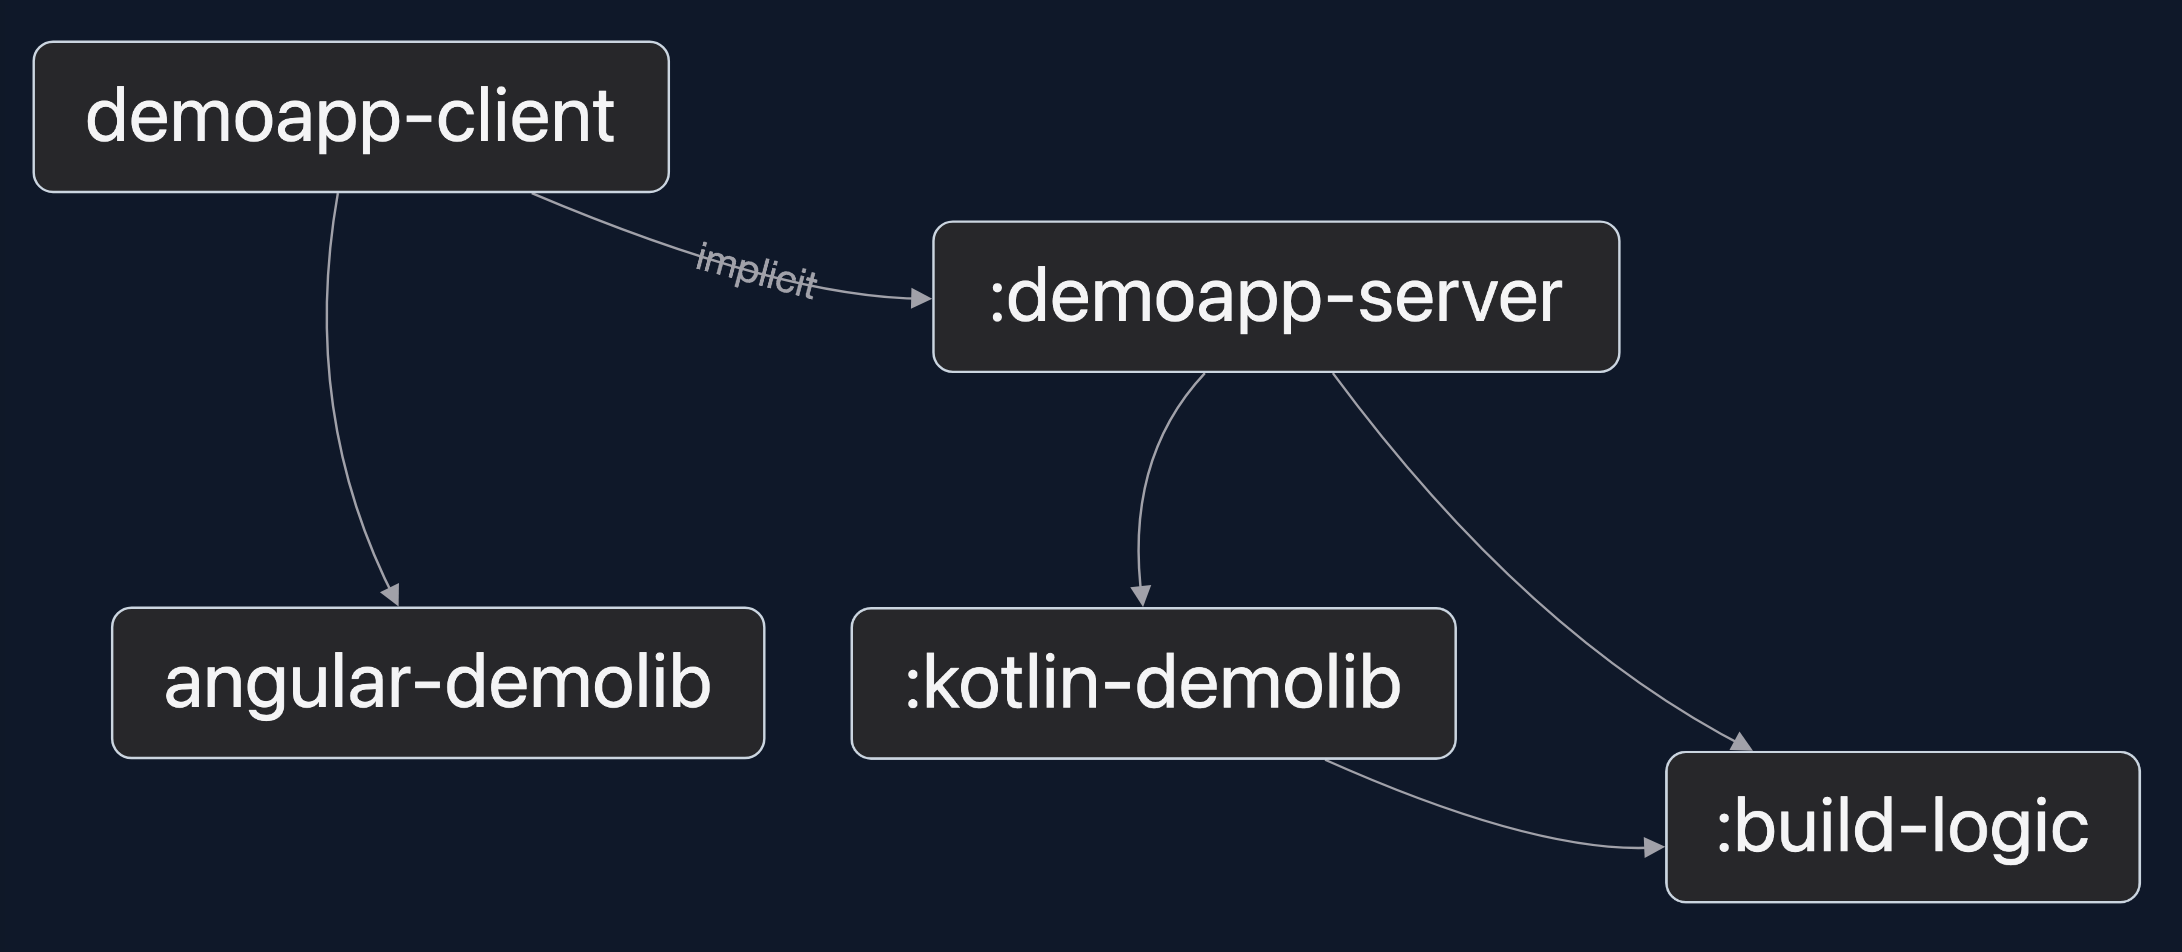 demoapp-client
implicit
:demoapp-server
angular-demolib
:kotlin-demolib
:build-logic